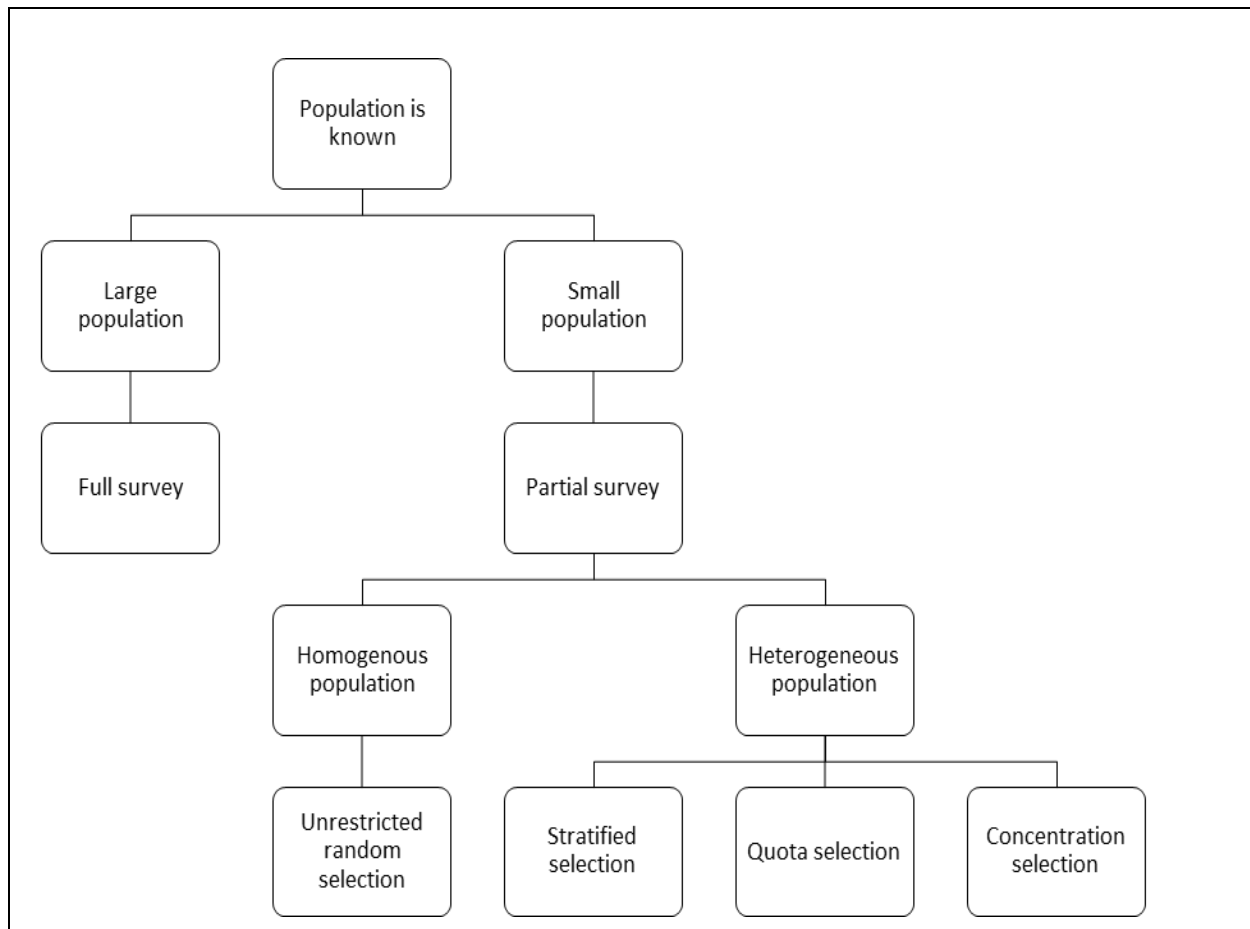 Population is
known
Large
population
Small
population
Full survey
Partial survey
Homogenous
population
Heterogeneous
population
Unrestricted
random
selection
Stratified
selection
Quota selection
Concentration
selection